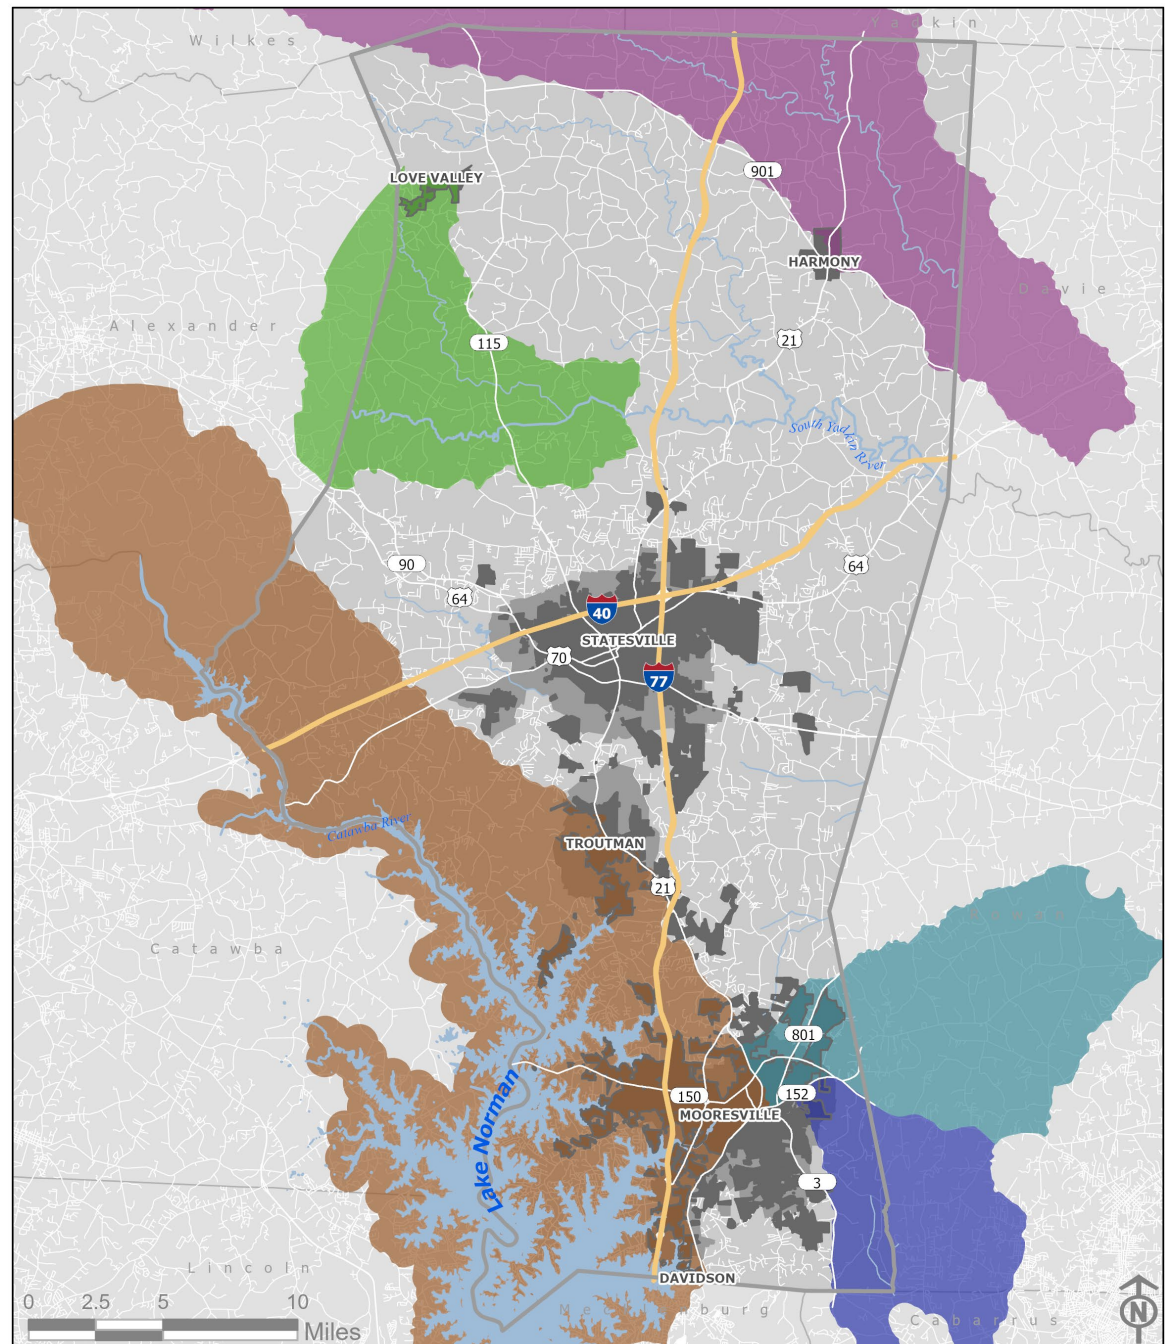 Yadkin
Wilkes
901
LOVE VALLEY
HARMONY
Davie
Alexander
21
115
South Yadkin
River
90
64
64
40
STATESVILLE
70
77
Catawba River
TROUTMAN
21
Catawba
801
Lake Norman
150
152
MOORESVILLE
3
Lincoln
DAVIDSON
Mecklenburg
Cabarrus
0 2.5 5 10
Miles
N